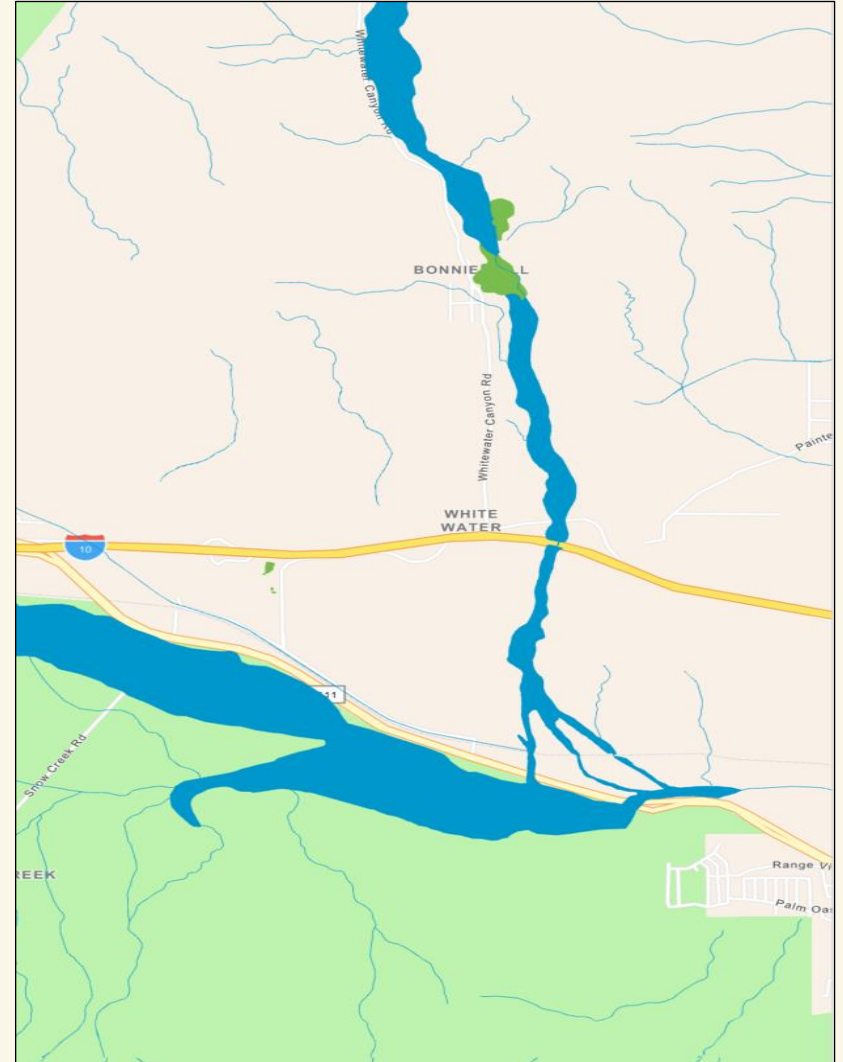 Whitewater Canyon Rd
BONNIE
Whitewater Canyon Rd
Painte
WHITE
WATER
10
11
Snow Creek Rd
REEK
Range Vi
Palm Oas